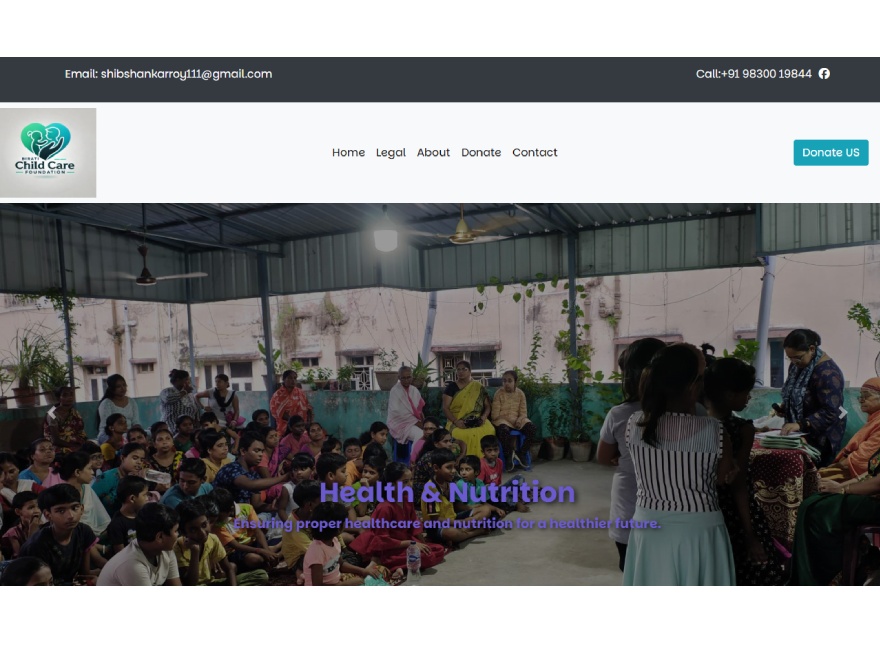 Email: shibshankarroy111@gmail.com
Call:+91 98300 19844
BIRATI
Child Care
FOUNDATION
Home Legal About Donate Contact
Donate US
Health & Nutrition
Ensuring proper healthcare and nutrition for a healthier future.